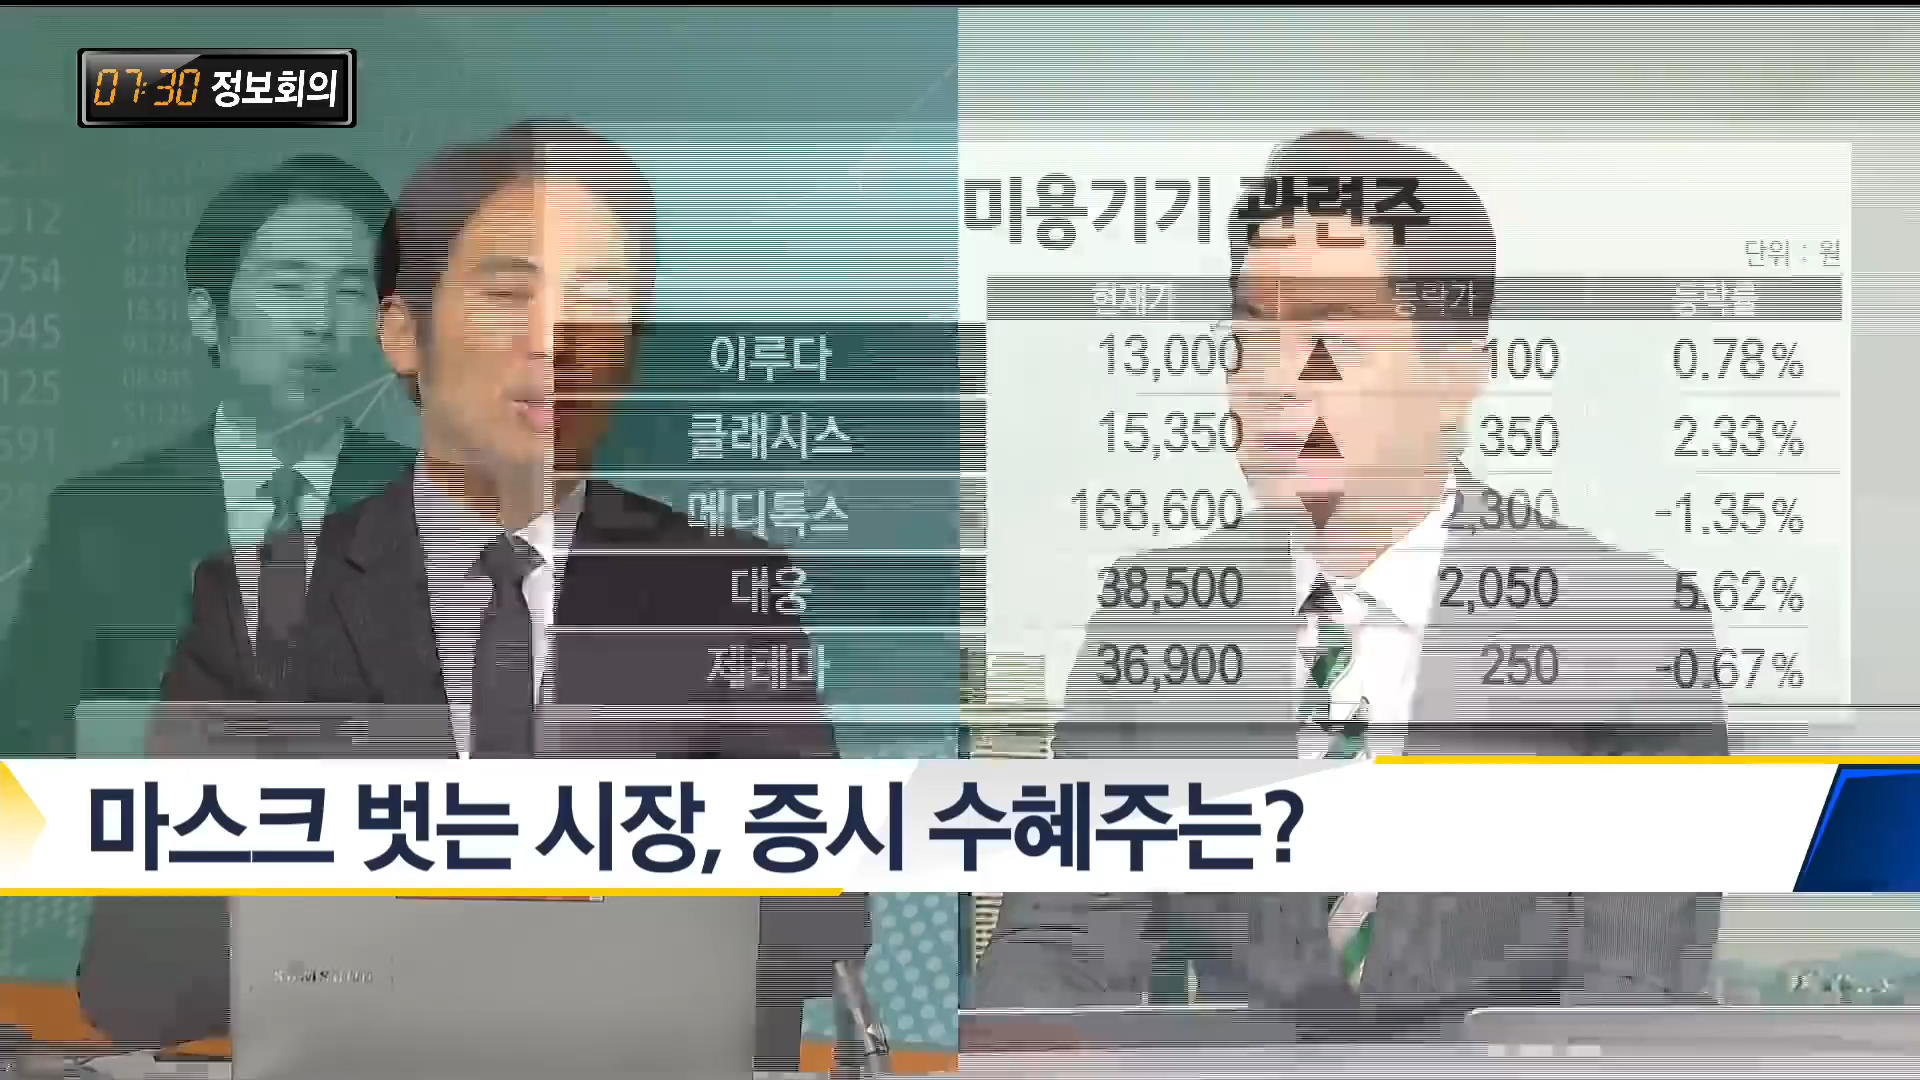 07:30 정보회의
미용기기 관련주
단위 : 원
현재가 등락가 등락률
이루다 13,000 ▲ 100 0.78%
클래시스 15,350 ▲ 350 2.33%
메디톡스 168,600 ▼ 2,300 -1.35%
대웅 38,500 ▲ 2,050 5.62%
제테마 36,900 ▼ 250 -0.67%
마스크 벗는 시장, 증시 수혜주는?